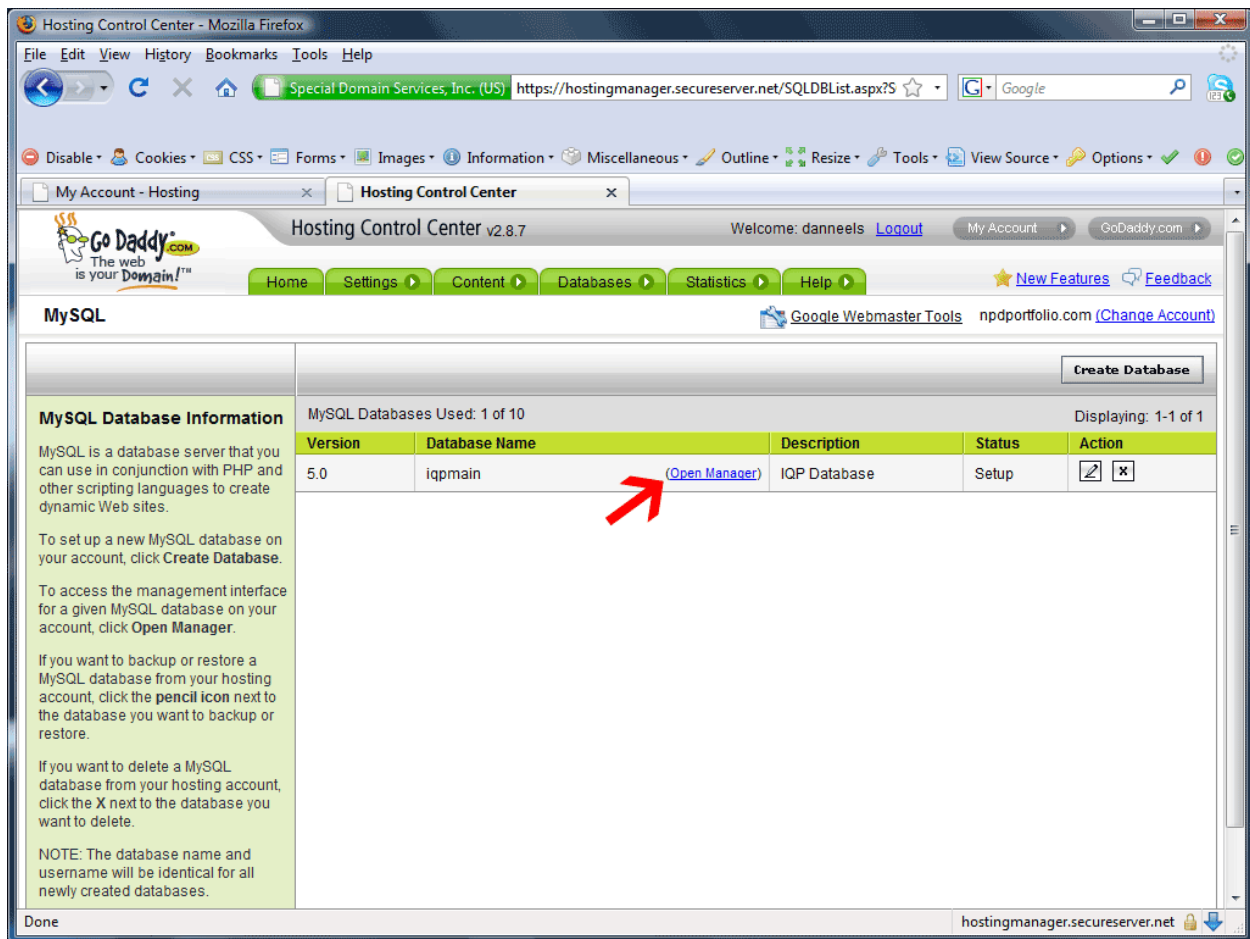 Hosting Control Center - Mozilla Firefox
File Edit View History Bookmarks Tools Help
Special Domain Services, Inc. (US) https://hostingmanager.secureserver.net/SQLDBList.aspx?S
G Google
123
Disable Cookies CSS Forms Images Information Miscellaneous Outline Resize Tools View Source Options
My Account - Hosting
Hosting Control Center
Go Daddy.COM
The web
is your Domain!™
Hosting Control Center v2.8.7
Welcome: danneels Logout
My Account
GoDaddy.com
Home Settings Content Databases Statistics Help
New Features Feedback
MySQL
Google Webmaster Tools npdportfolio.com (Change Account)
Create Database
MySQL Database Information
MySQL is a database server that you
can use in conjunction with PHP and
other scripting languages to create
dynamic Web sites.
To set up a new MySQL database on
your account, click Create Database.
To access the management interface
for a given MySQL database on your
account, click Open Manager.
If you want to backup or restore a
MySQL database from your hosting
account, click the pencil icon next to
the database you want to backup or
restore.
If you want to delete a MySQL
database from your hosting account,
click the X next to the database you
want to delete.
NOTE: The database name and
username will be identical for all
newly created databases.
MySQL Databases Used: 1 of 10
Displaying: 1-1 of 1
Version Database Name Description Status Action
5.0 iqpmain (Open Manager) IQP Database Setup
Done
hostingmanager.secureserver.net